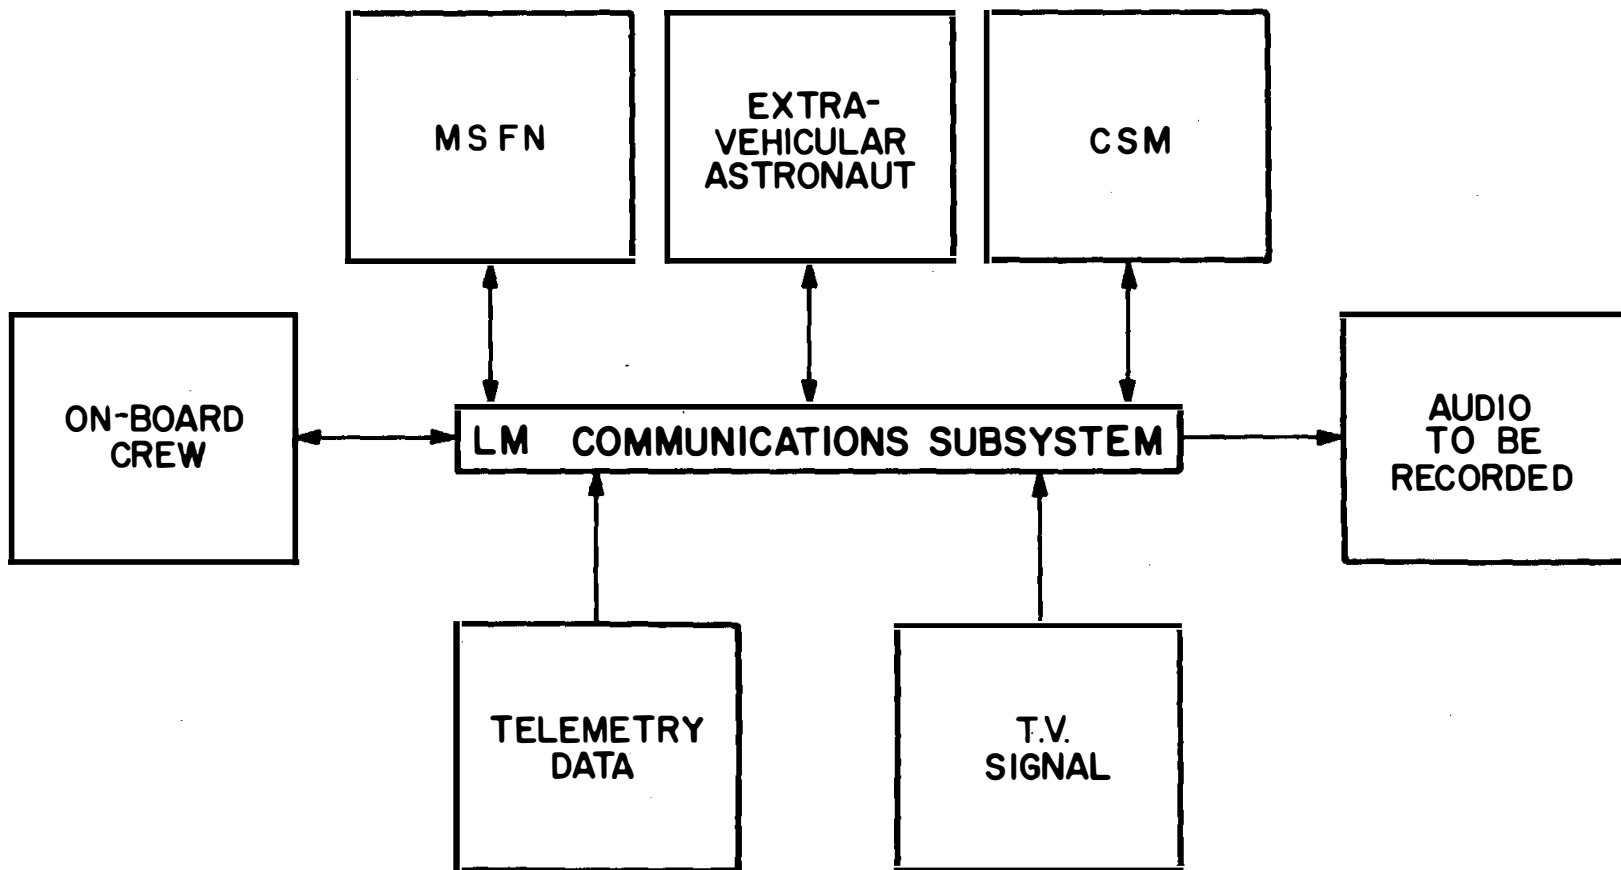 MSFN
EXTRA-
VEHICULAR
ASTRONAUT
CSM
ON-BOARD
CREW
LM COMMUNICATIONS SUBSYSTEM
AUDIO
TO BE
RECORDED
TELEMETRY
DATA
T.V.
SIGNAL